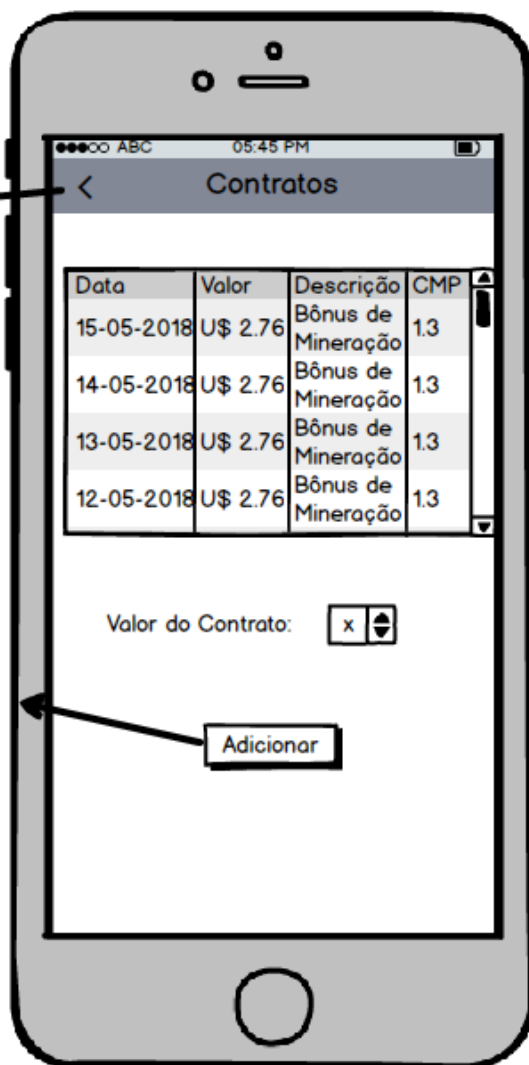 ABC 05:45 PM
< Contratos
Data Valor Descrição CMP
15-05-2018 U$ 2.76 Bônus de Mineração 1.3
14-05-2018 U$ 2.76 Bônus de Mineração 1.3
13-05-2018 U$ 2.76 Bônus de Mineração 1.3
12-05-2018 U$ 2.76 Bônus de Mineração 1.3
Valor do Contrato: x
Adicionar